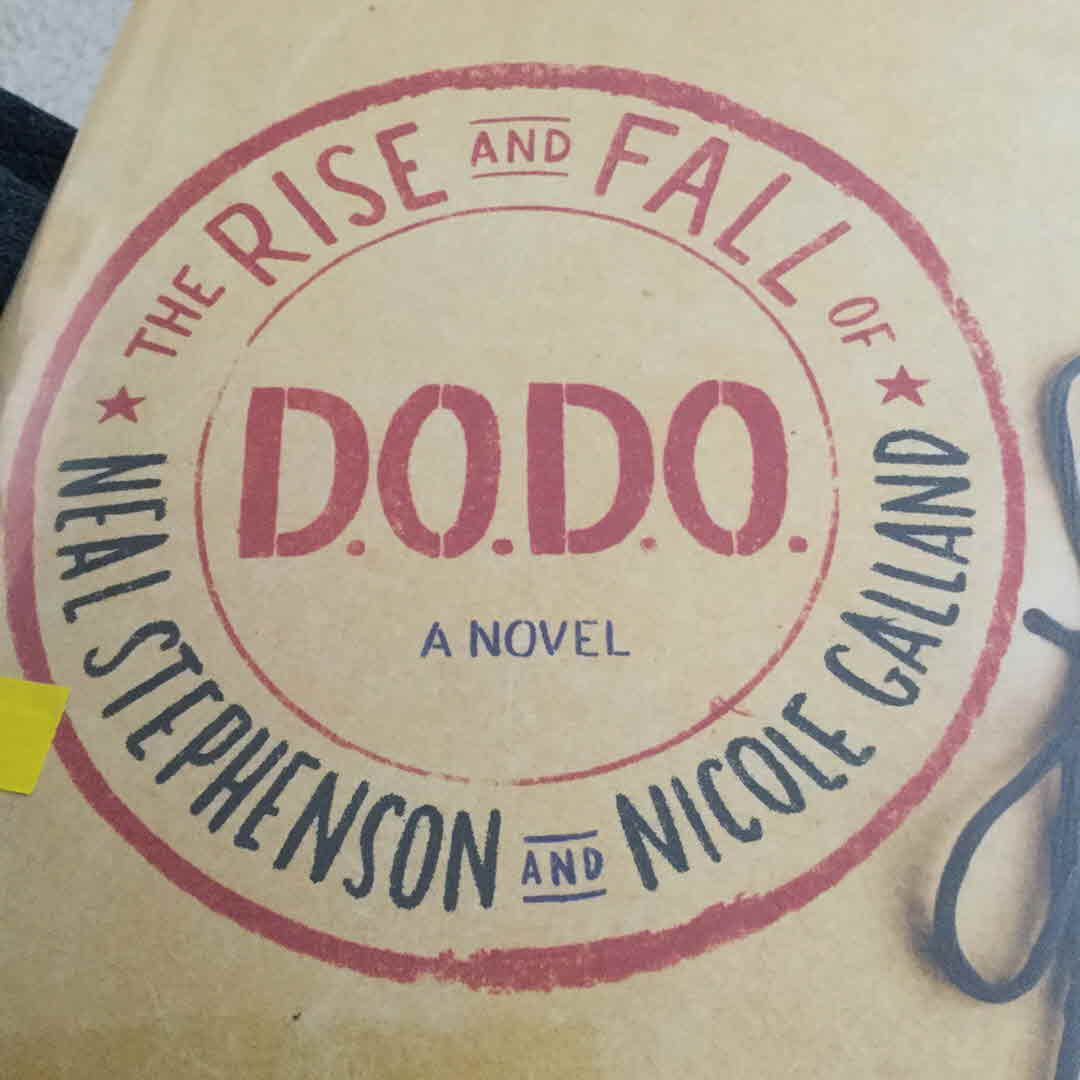 THE RISE AND FALL OF
D.O.D.O.
A NOVEL
NEAL STEPHENSON AND NICOLE GALLAND